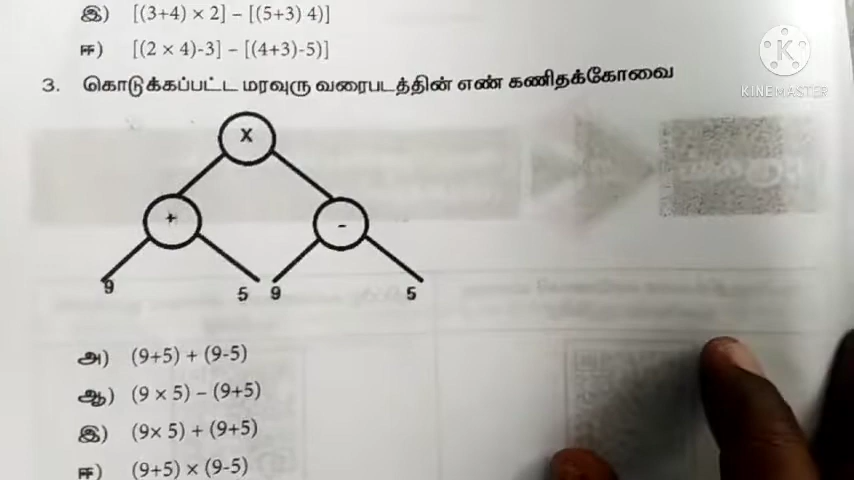 இ) [(3+4) × 2] – [(5+3) 4)]
ஈ) [(2 × 4)-3] – [(4+3)-5)]
K
KINEMASTER
3. கொடுக்கப்பட்ட மரவுரு வரைபடத்தின் எண் கணிதக்கோவை
X
+ -
9 5 9 5
அ) (9+5) + (9-5)
ஆ) (9 × 5) – (9+5)
இ) (9× 5) + (9+5)
ஈ) (9+5) × (9-5)